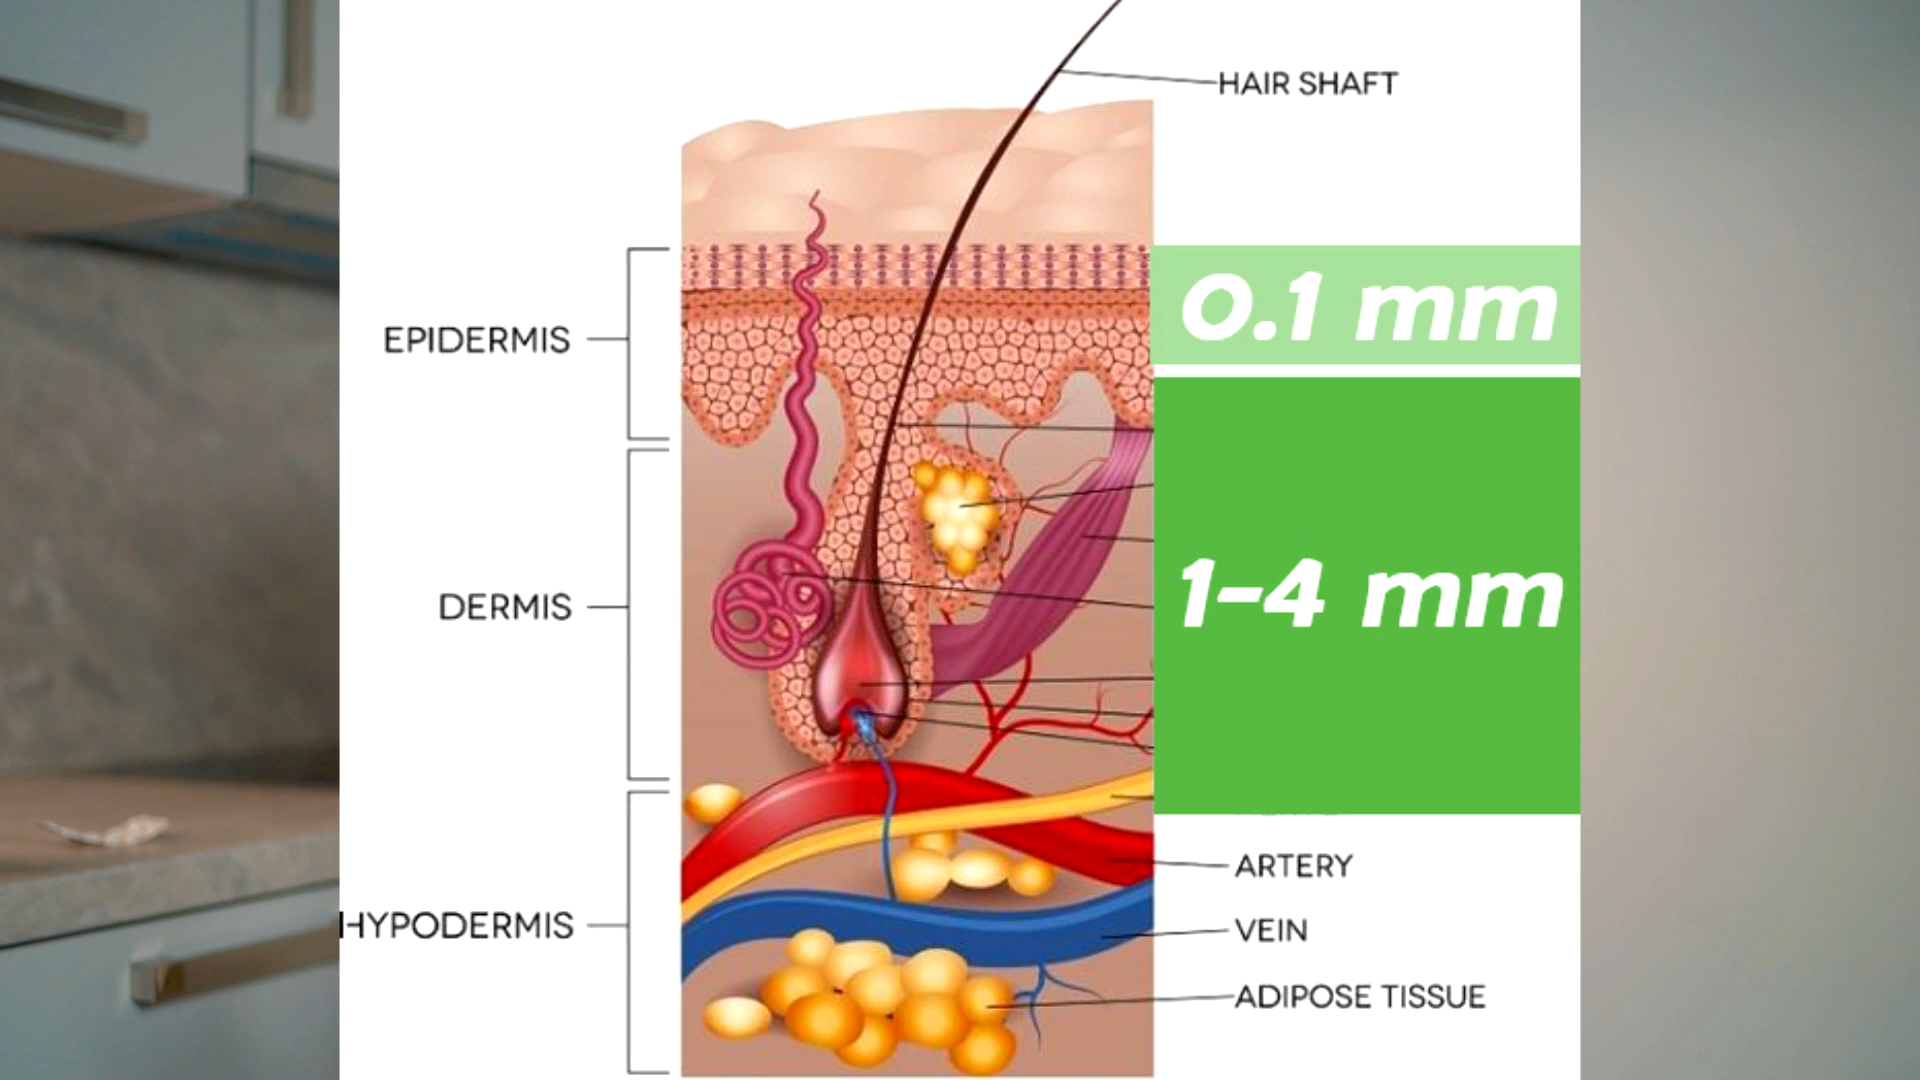 HAIR SHAFT
EPIDERMIS
0.1 mm
DERMIS
1-4 mm
ARTERY
HYPODERMIS
VEIN
ADIPOSE TISSUE